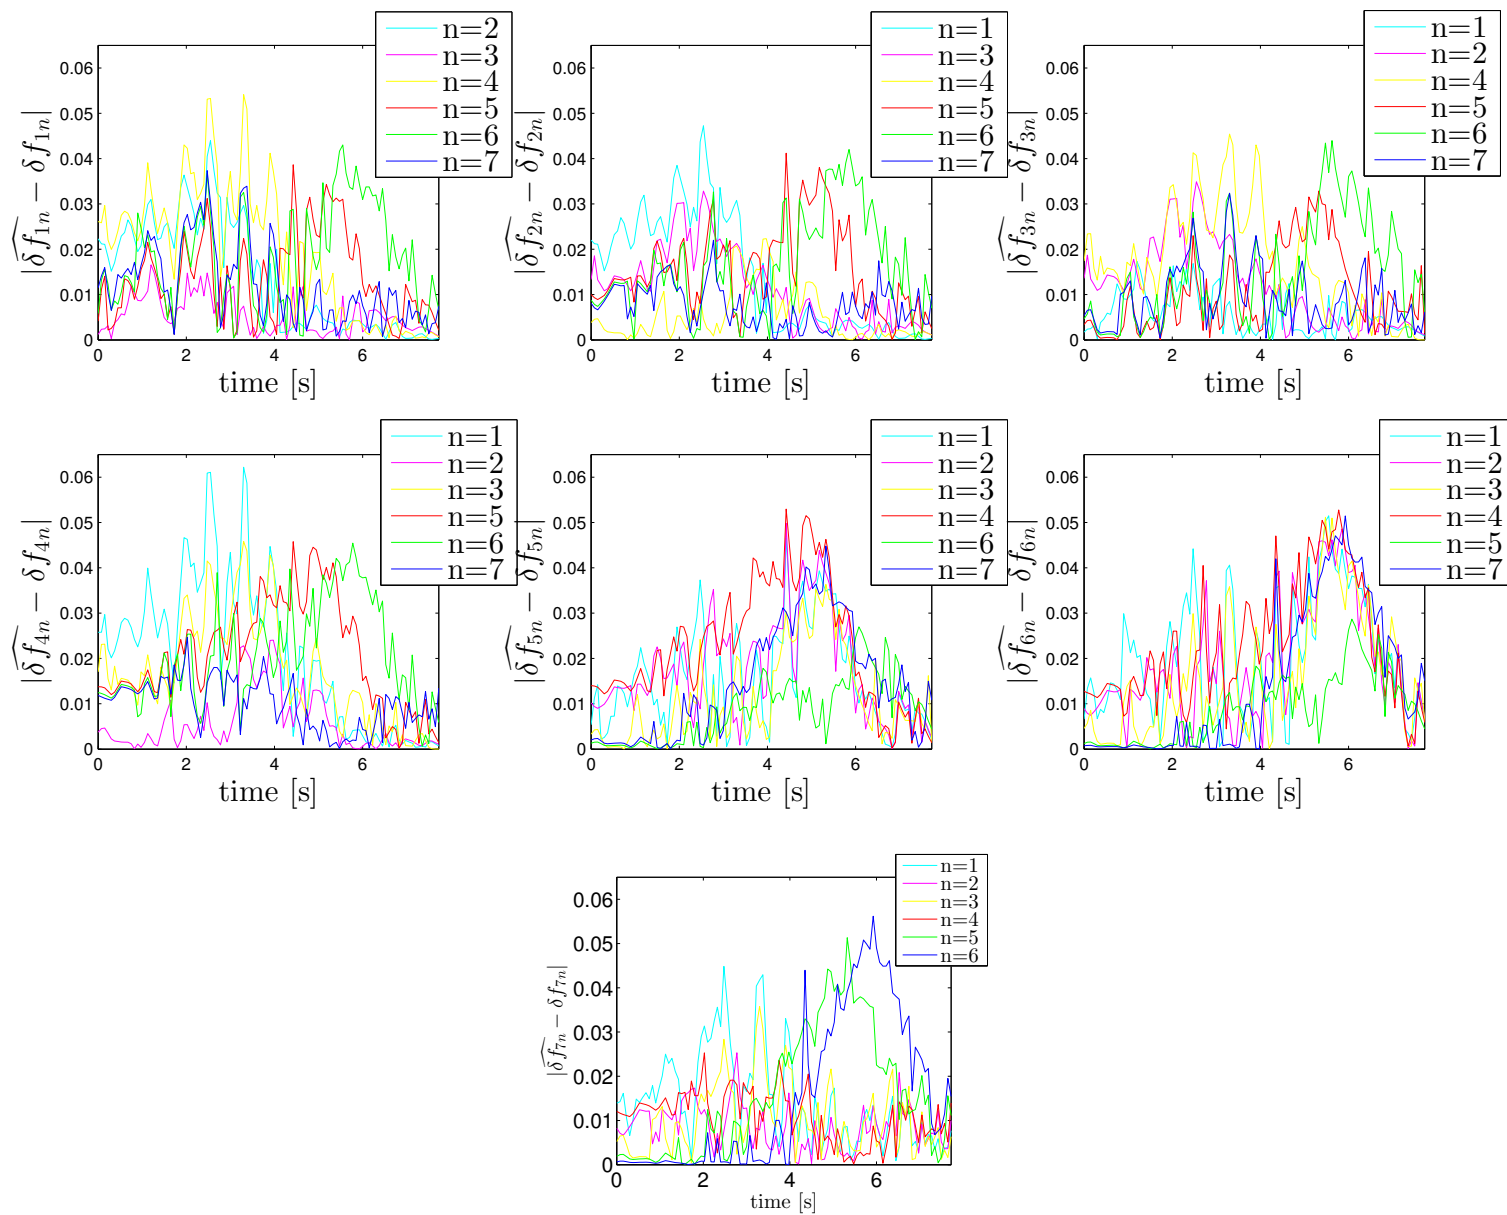 |δf̂_{1n} − δf_{1n}|
0.06
0.05
0.04
0.03
0.02
0.01
0
0 2 4 6
time [s]
n=2
n=3
n=4
n=5
n=6
n=7
|δf̂_{2n} − δf_{2n}|
0.06
0.05
0.04
0.03
0.02
0.01
0
0 2 4 6
time [s]
n=1
n=3
n=4
n=5
n=6
n=7
|δf̂_{3n} − δf_{3n}|
0.06
0.05
0.04
0.03
0.02
0.01
0
0 2 4 6
time [s]
n=1
n=2
n=4
n=5
n=6
n=7
|δf̂_{4n} − δf_{4n}|
0.06
0.05
0.04
0.03
0.02
0.01
0
0 2 4 6
time [s]
n=1
n=2
n=3
n=5
n=6
n=7
|δf̂_{5n} − δf_{5n}|
0.06
0.05
0.04
0.03
0.02
0.01
0
0 2 4 6
time [s]
n=1
n=2
n=3
n=4
n=6
n=7
|δf̂_{6n} − δf_{6n}|
0.06
0.05
0.04
0.03
0.02
0.01
0
0 2 4 6
time [s]
n=1
n=2
n=3
n=4
n=5
n=7
|δf̂_{7n} − δf_{7n}|
0.06
0.05
0.04
0.03
0.02
0.01
0
0 2 4 6
time [s]
n=1
n=2
n=3
n=4
n=5
n=6